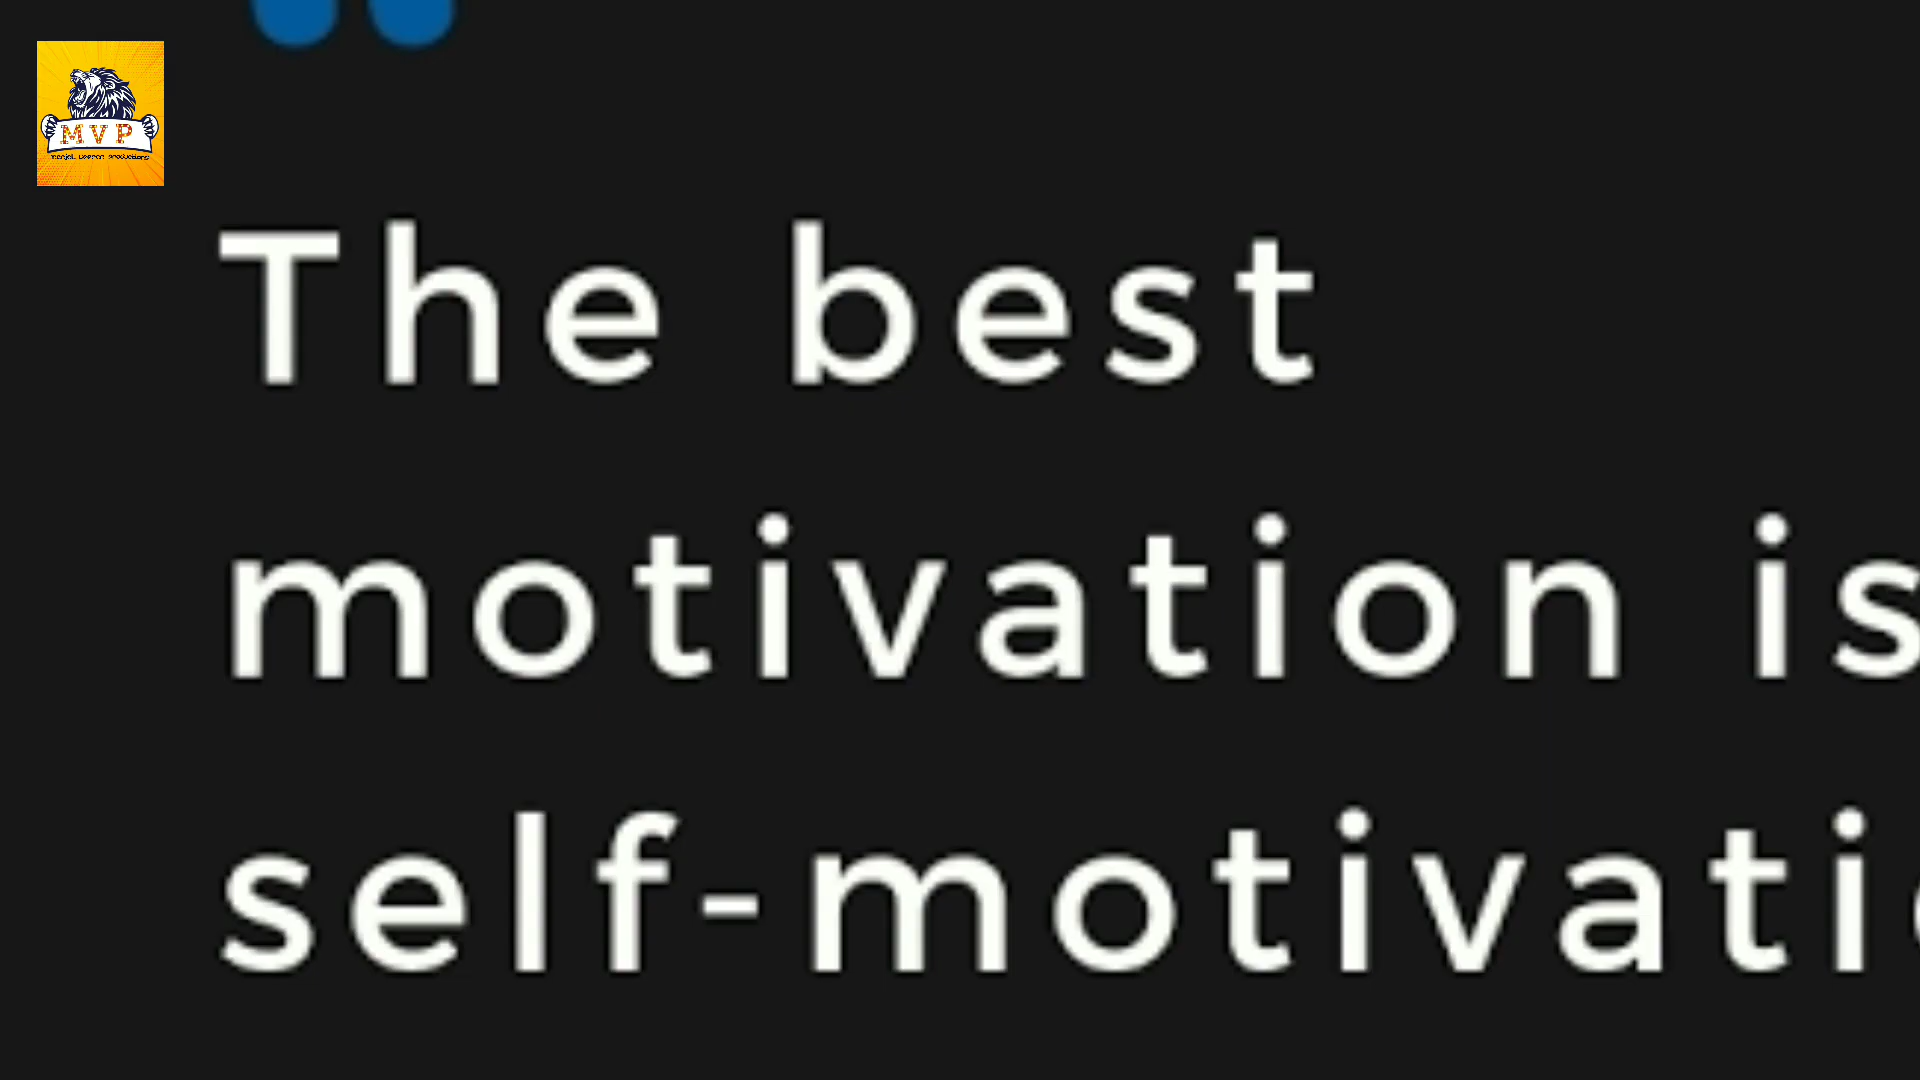 MVP
The best
motivation is
self-motivati